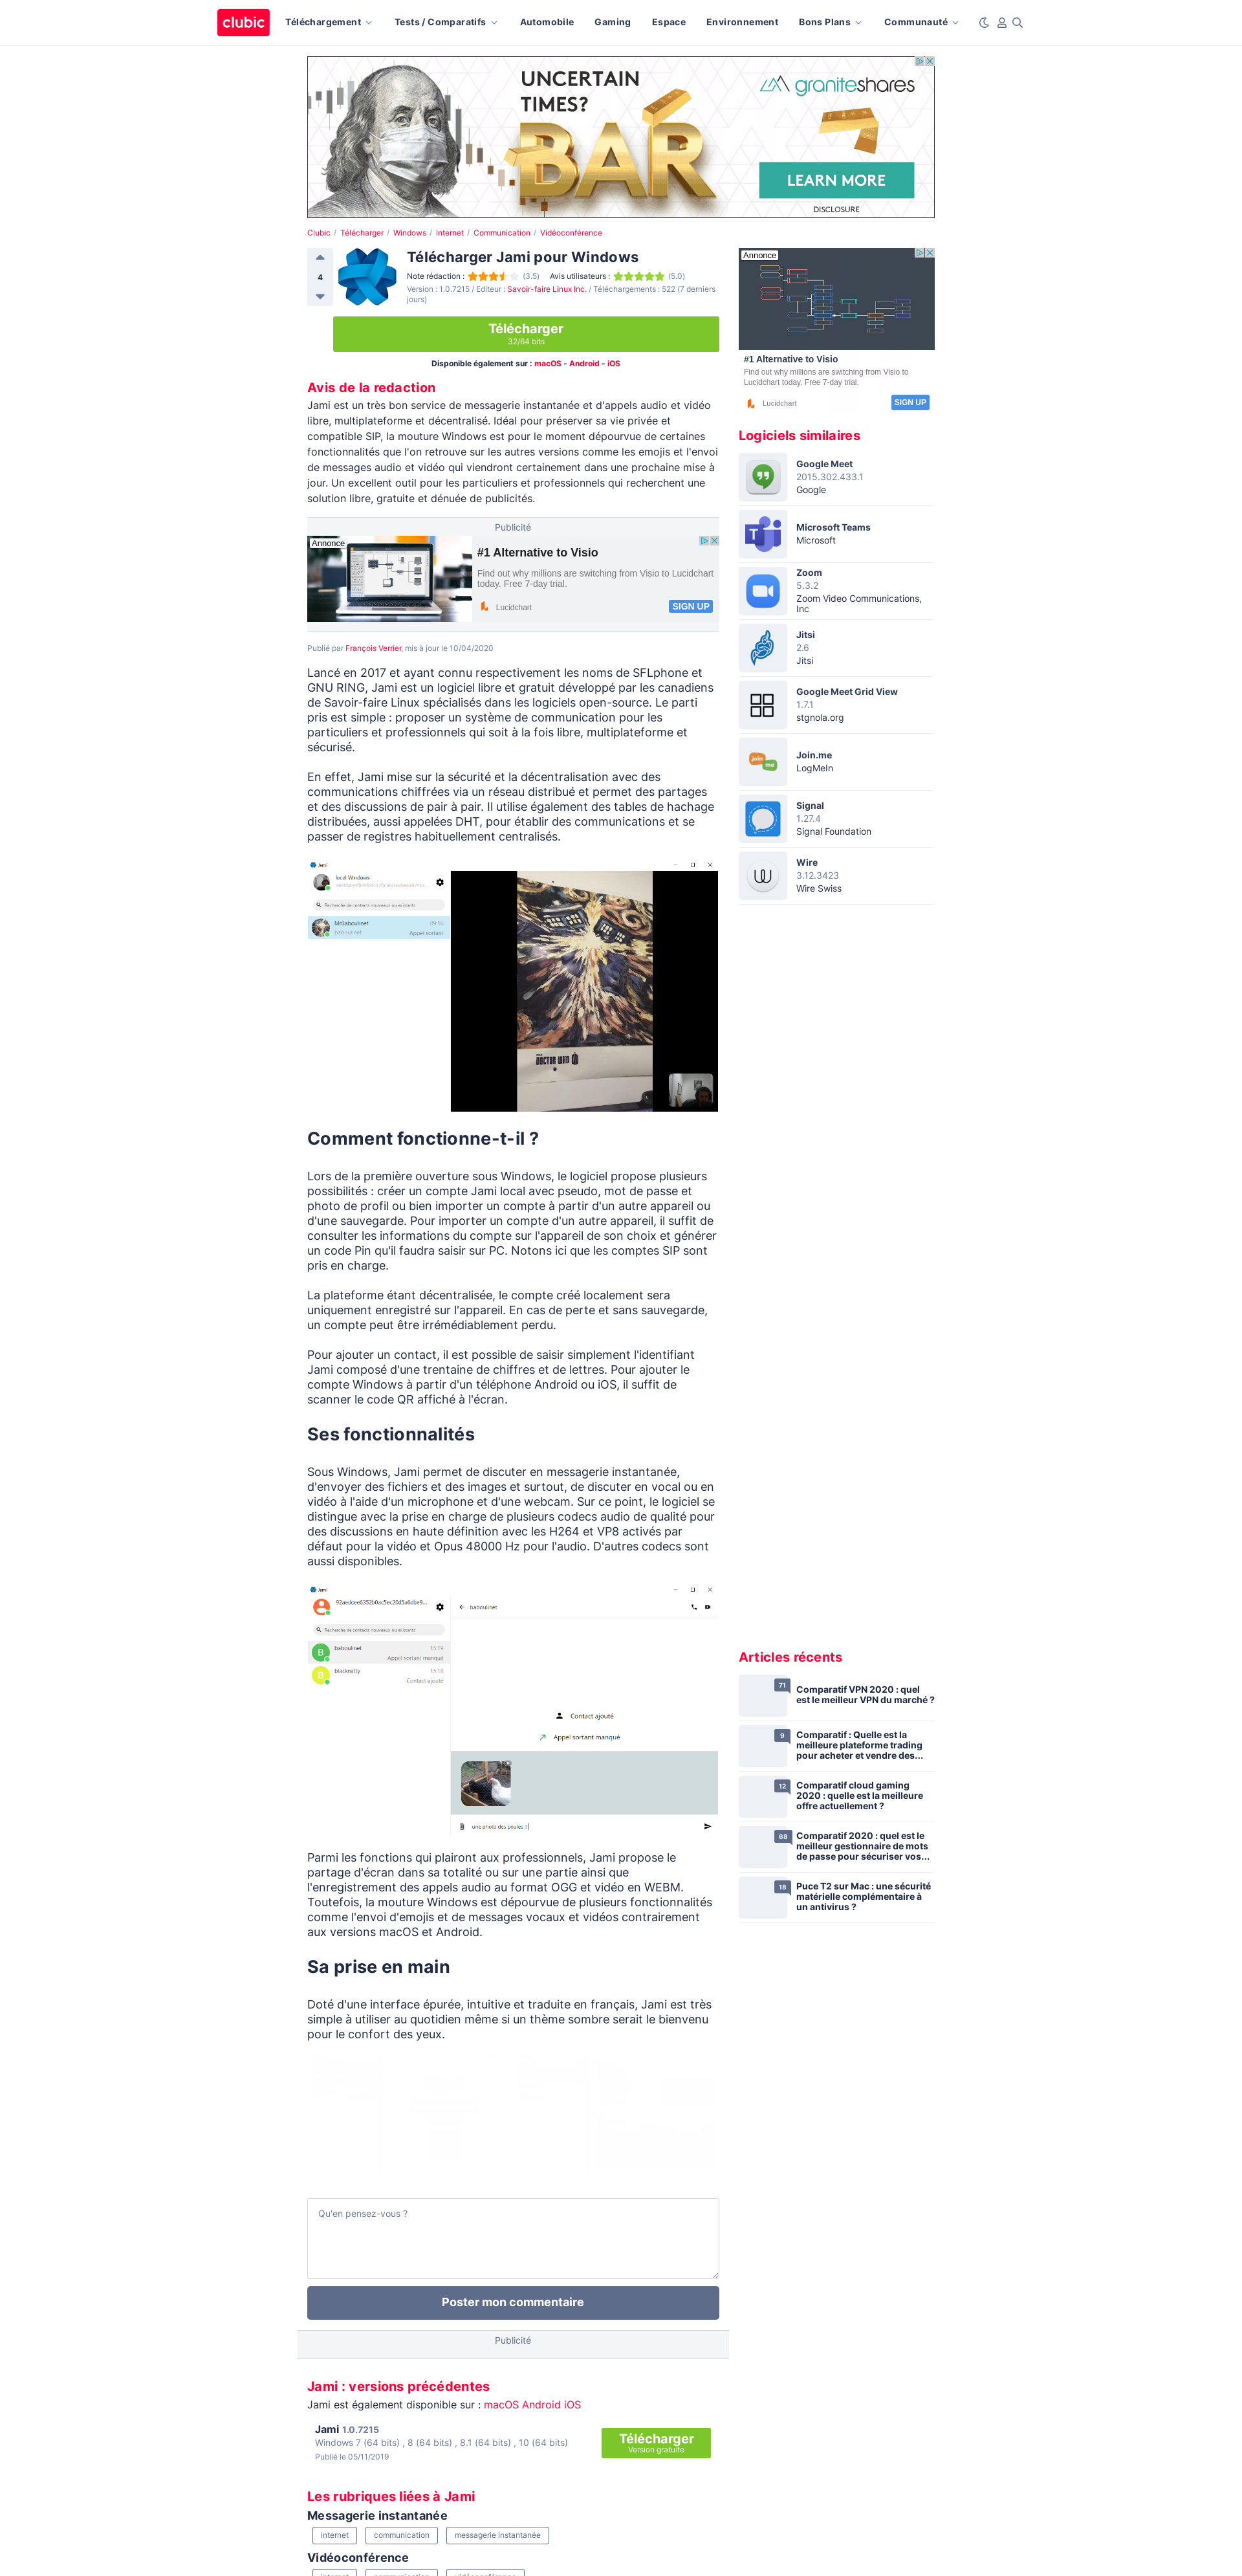 clubic
Téléchargement
Tests / Comparatifs
Automobile
Gaming
Espace
Environnement
Bons Plans
Communauté
UNCERTAIN
TIMES?
BAR
graniteshares
LEARN MORE
DISCLOSURE
Clubic / Télécharger / Windows / Internet / Communication / Vidéoconférence
4
Télécharger Jami pour Windows
Note rédaction : (3.5) Avis utilisateurs : (5.0)
Version : 1.0.7215 / Editeur : Savoir-faire Linux Inc. / Téléchargements : 522 (7 derniers
jours)
Télécharger
32/64 bits
Disponible également sur : macOS - Android - iOS
Avis de la redaction
Jami est un très bon service de messagerie instantanée et d'appels audio et vidéo
libre, multiplateforme et décentralisé. Idéal pour préserver sa vie privée et
compatible SIP, la mouture Windows est pour le moment dépourvue de certaines
fonctionnalités que l'on retrouve sur les autres versions comme les emojis et l'envoi
de messages audio et vidéo qui viendront certainement dans une prochaine mise à
jour. Un excellent outil pour les particuliers et professionnels qui recherchent une
solution libre, gratuite et dénuée de publicités.
Publicité
Annonce
#1 Alternative to Visio
Find out why millions are switching from Visio to Lucidchart
today. Free 7-day trial.
Lucidchart
SIGN UP
Publié par François Verrier, mis à jour le 10/04/2020
Lancé en 2017 et ayant connu respectivement les noms de SFLphone et
GNU RING, Jami est un logiciel libre et gratuit développé par les canadiens
de Savoir-faire Linux spécialisés dans les logiciels open-source. Le parti
pris est simple : proposer un système de communication pour les
particuliers et professionnels qui soit à la fois libre, multiplateforme et
sécurisé.
En effet, Jami mise sur la sécurité et la décentralisation avec des
communications chiffrées via un réseau distribué et permet des partages
et des discussions de pair à pair. Il utilise également des tables de hachage
distribuées, aussi appelées DHT, pour établir des communications et se
passer de registres habituellement centralisés.
Jami
local Windows
Recherche de contacts nouveaux ou existants
Millaboulinet
09:16
baboulinet
Appel sortant
DOCTOR WHO
Comment fonctionne-t-il ?
Lors de la première ouverture sous Windows, le logiciel propose plusieurs
possibilités : créer un compte Jami local avec pseudo, mot de passe et
photo de profil ou bien importer un compte à partir d'un autre appareil ou
d'une sauvegarde. Pour importer un compte d'un autre appareil, il suffit de
consulter les informations du compte sur l'appareil de son choix et générer
un code Pin qu'il faudra saisir sur PC. Notons ici que les comptes SIP sont
pris en charge.
La plateforme étant décentralisée, le compte créé localement sera
uniquement enregistré sur l'appareil. En cas de perte et sans sauvegarde,
un compte peut être irrémédiablement perdu.
Pour ajouter un contact, il est possible de saisir simplement l'identifiant
Jami composé d'une trentaine de chiffres et de lettres. Pour ajouter le
compte Windows à partir d'un téléphone Android ou iOS, il suffit de
scanner le code QR affiché à l'écran.
Ses fonctionnalités
Sous Windows, Jami permet de discuter en messagerie instantanée,
d'envoyer des fichiers et des images et surtout, de discuter en vocal ou en
vidéo à l'aide d'un microphone et d'une webcam. Sur ce point, le logiciel se
distingue avec la prise en charge de plusieurs codecs audio de qualité pour
des discussions en haute définition avec les H264 et VP8 activés par
défaut pour la vidéo et Opus 48000 Hz pour l'audio. D'autres codecs sont
aussi disponibles.
Jami
92aedcee6352b0ac5ec20d5a6dbe9...
Recherche de contacts nouveaux ou existants
B
baboulinet
15:19
Appel sortant manqué
B
blacknally
15:18
Contact ajouté
baboulinet
Contact ajouté
Appel sortant manqué
une photo des poules !!
Parmi les fonctions qui plairont aux professionnels, Jami propose le
partage d'écran dans sa totalité ou sur une partie ainsi que
l'enregistrement des appels audio au format OGG et vidéo en WEBM.
Toutefois, la mouture Windows est dépourvue de plusieurs fonctionnalités
comme l'envoi d'emojis et de messages vocaux et vidéos contrairement
aux versions macOS et Android.
Sa prise en main
Doté d'une interface épurée, intuitive et traduite en français, Jami est très
simple à utiliser au quotidien même si un thème sombre serait le bienvenu
pour le confort des yeux.
Qu'en pensez-vous ?
Poster mon commentaire
Publicité
Jami : versions précédentes
Jami est également disponible sur : macOS Android iOS
Jami 1.0.7215
Windows 7 (64 bits) , 8 (64 bits) , 8.1 (64 bits) , 10 (64 bits)
Publié le 05/11/2019
Télécharger
Version gratuite
Les rubriques liées à Jami
Messagerie instantanée
internet
communication
messagerie instantanée
Vidéoconférence
Annonce
#1 Alternative to Visio
Find out why millions are switching from Visio to
Lucidchart today. Free 7-day trial.
Lucidchart
SIGN UP
Logiciels similaires
Google Meet
2015.302.433.1
Google
Microsoft Teams
Microsoft
Zoom
5.3.2
Zoom Video Communications,
Inc
Jitsi
2.6
Jitsi
Google Meet Grid View
1.7.1
stgnola.org
join
me
Join.me
LogMeIn
Signal
1.27.4
Signal Foundation
Wire
3.12.3423
Wire Swiss
Articles récents
71
Comparatif VPN 2020 : quel
est le meilleur VPN du marché ?
9
Comparatif : Quelle est la
meilleure plateforme trading
pour acheter et vendre des...
12
Comparatif cloud gaming
2020 : quelle est la meilleure
offre actuellement ?
68
Comparatif 2020 : quel est le
meilleur gestionnaire de mots
de passe pour sécuriser vos...
18
Puce T2 sur Mac : une sécurité
matérielle complémentaire à
un antivirus ?